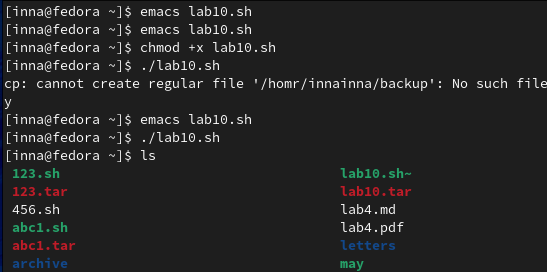 [inna@fedora ~]$ emacs lab10.sh
[inna@fedora ~]$ emacs lab10.sh
[inna@fedora ~]$ chmod +x lab10.sh
[inna@fedora ~]$ ./lab10.sh
cp: cannot create regular file '/homr/innainna/backup': No such file
y
[inna@fedora ~]$ emacs lab10.sh
[inna@fedora ~]$ ./lab10.sh
[inna@fedora ~]$ ls
123.sh lab10.sh~
123.tar lab10.tar
456.sh lab4.md
abc1.sh lab4.pdf
abc1.tar letters
archive may